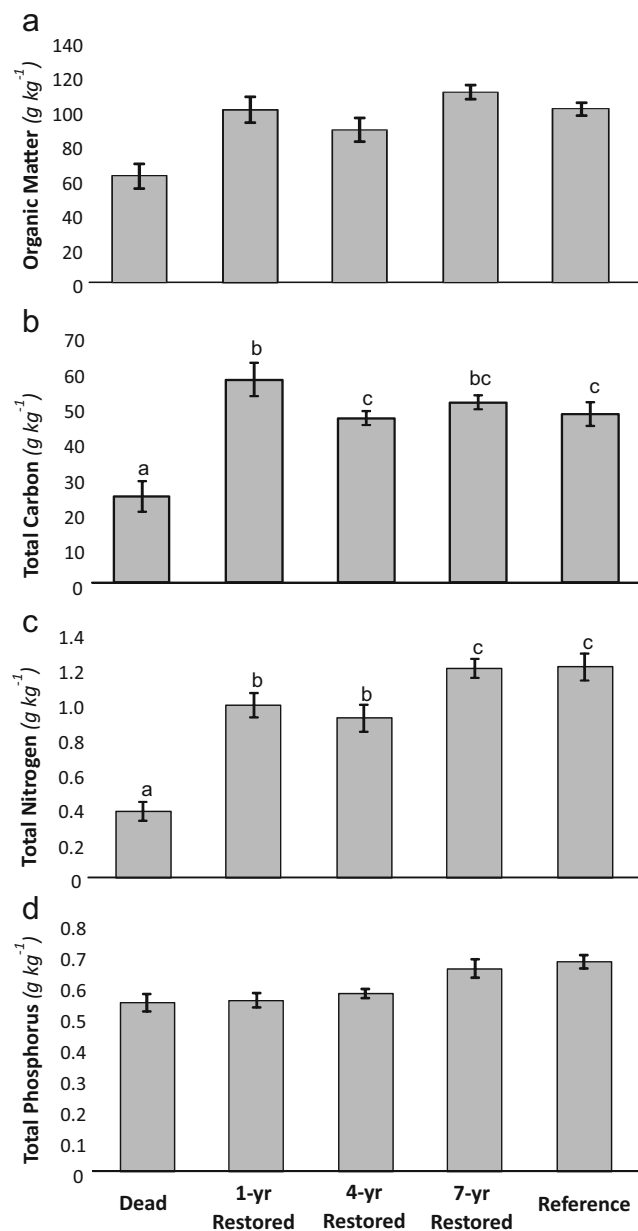 a
Organic Matter (g kg-1)
140
120
100
80
60
40
20
0
b
Total Carbon (g kg-1)
70
60
50
40
30
20
10
0
a
b
c
bc
c
c
Total Nitrogen (g kg-1)
1.4
1.2
1.0
0.8
0.6
0.4
0.2
0
a
b
b
c
c
d
Total Phosphorus (g kg-1)
0.8
0.7
0.6
0.5
0.4
0.3
0.2
0.1
0
Dead
1-yr
Restored
4-yr
Restored
7-yr
Restored
Reference